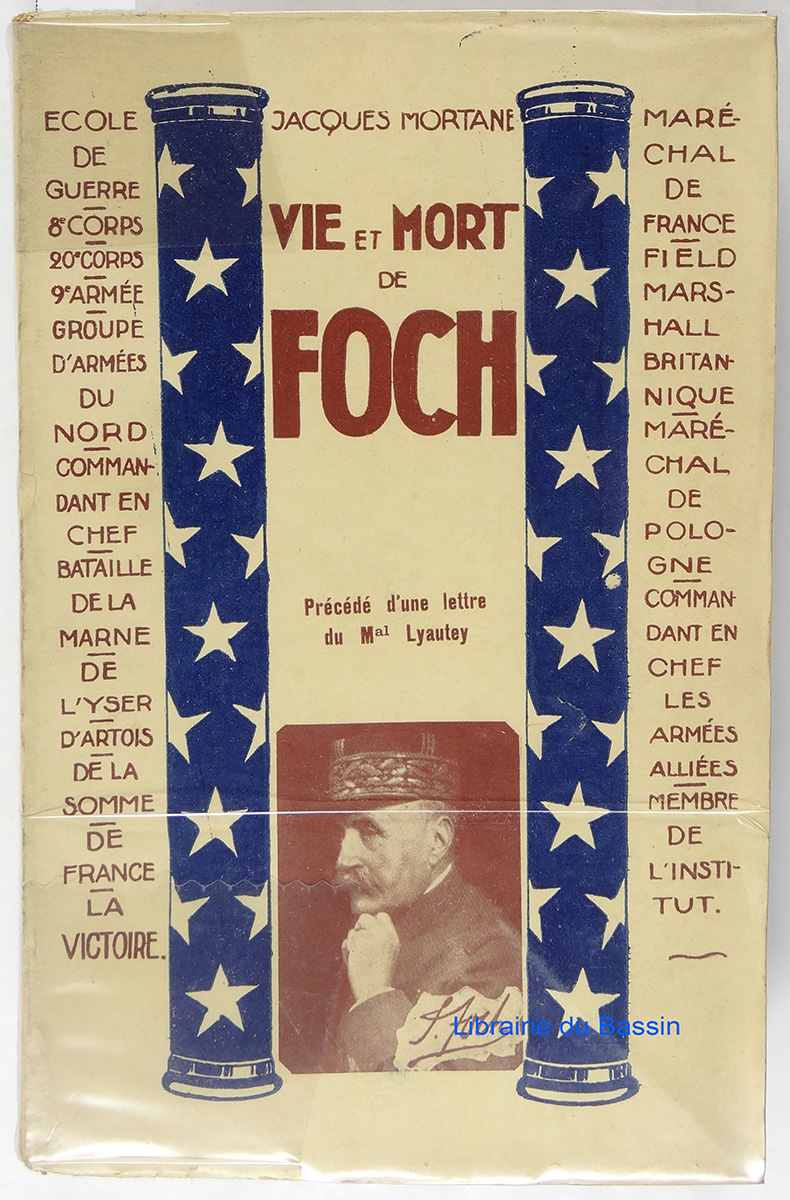 ECOLE
DE
GUERRE
8e CORPS
20e CORPS
9e ARMÉE
GROUPE
D'ARMÉES
DU
NORD
COMMAN-
DANT EN
CHEF
BATAILLE
DE LA
MARNE
DE
L'YSER
D'ARTOIS
DE LA
SOMME
DE
FRANCE
LA
VICTOIRE.
JACQUES MORTANE
VIE ET MORT
DE
FOCH
Précédé d'une lettre
du Mal Lyautey
F. Foch
Librairie du Bassin
MARÉ-
CHAL
DE
FRANCE
FIELD
MARS-
HALL
BRITAN-
NIQUE
MARÉ-
CHAL
DE
POLO-
GNE
COMMAN-
DANT EN
CHEF
LES
ARMÉES
ALLIÉES
MEMBRE
DE
L'INSTI-
TUT.